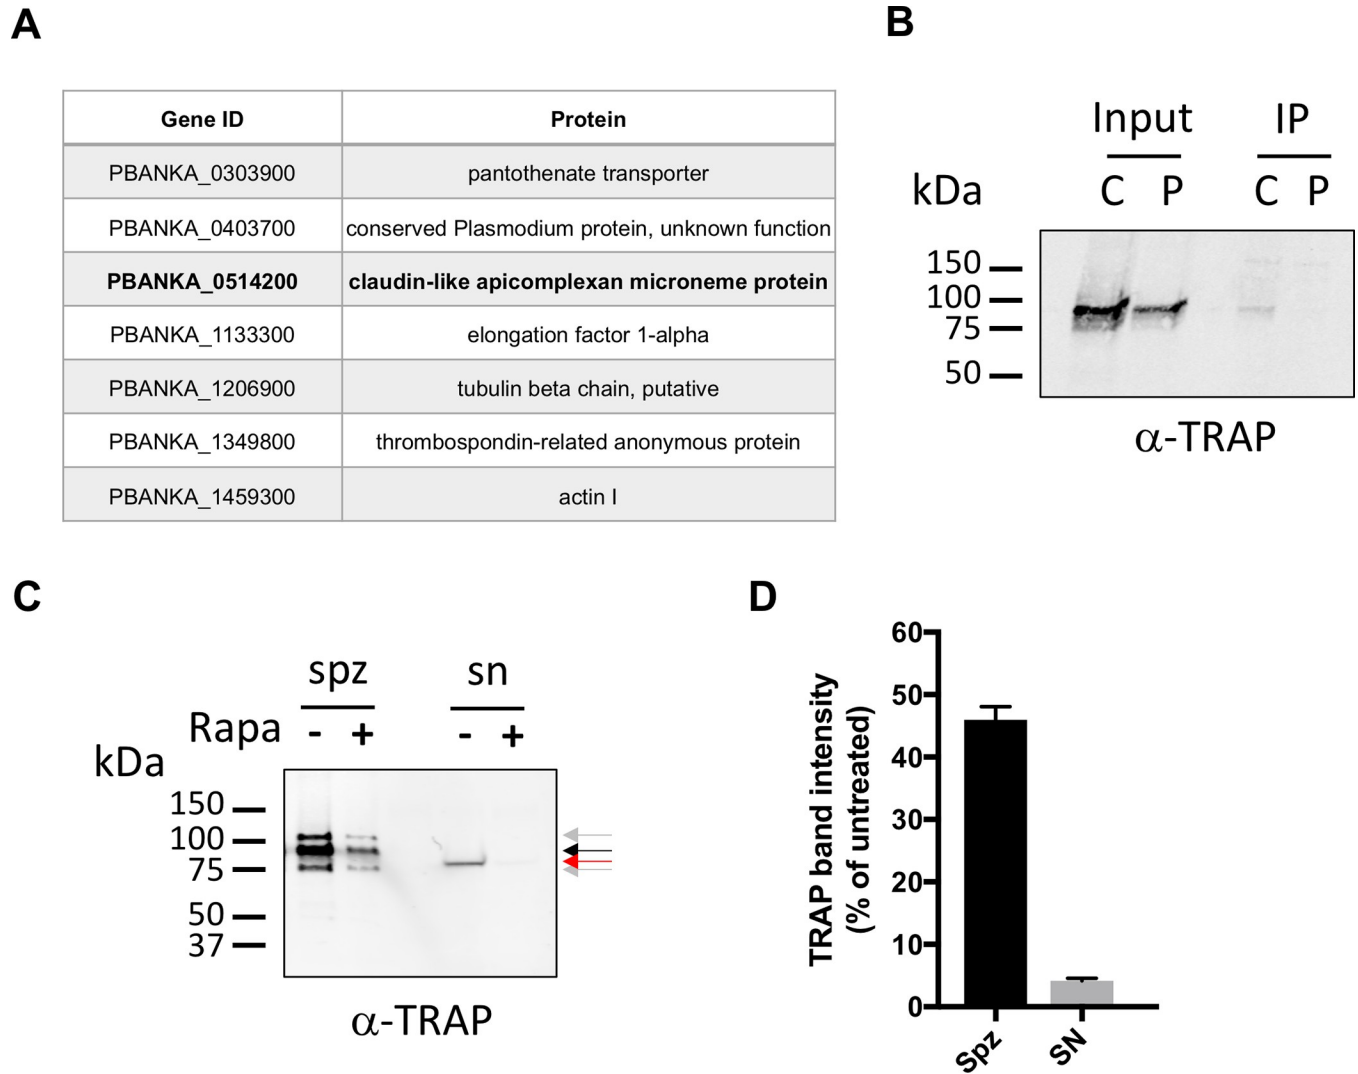 A
Gene ID Protein
PBANKA_0303900 pantothenate transporter
PBANKA_0403700 conserved Plasmodium protein, unknown function
PBANKA_0514200 claudin-like apicomplexan microneme protein
PBANKA_1133300 elongation factor 1-alpha
PBANKA_1206900 tubulin beta chain, putative
PBANKA_1349800 thrombospondin-related anonymous protein
PBANKA_1459300 actin I
B
Input IP
kDa C P C P
150
100
75
50
α-TRAP
C
spz sn
Rapa - + - +
kDa
150
100
75
50
37
α-TRAP
D
TRAP band intensity
(% of untreated)
60
50
40
30
20
10
0
Spz SN